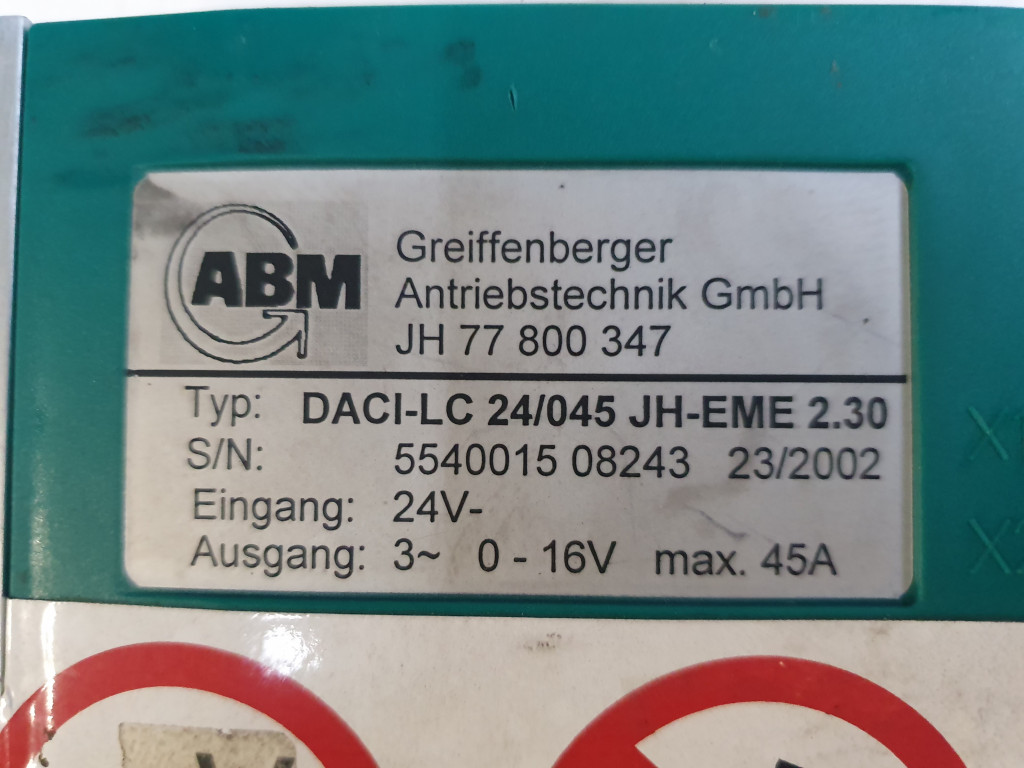 ABM
Greiffenberger
Antriebstechnik GmbH
JH 77 800 347
Typ: DACI-LC 24/045 JH-EME 2.30
S/N: 5540015 08243 23/2002
Eingang: 24V-
Ausgang: 3~ 0 - 16V max. 45A